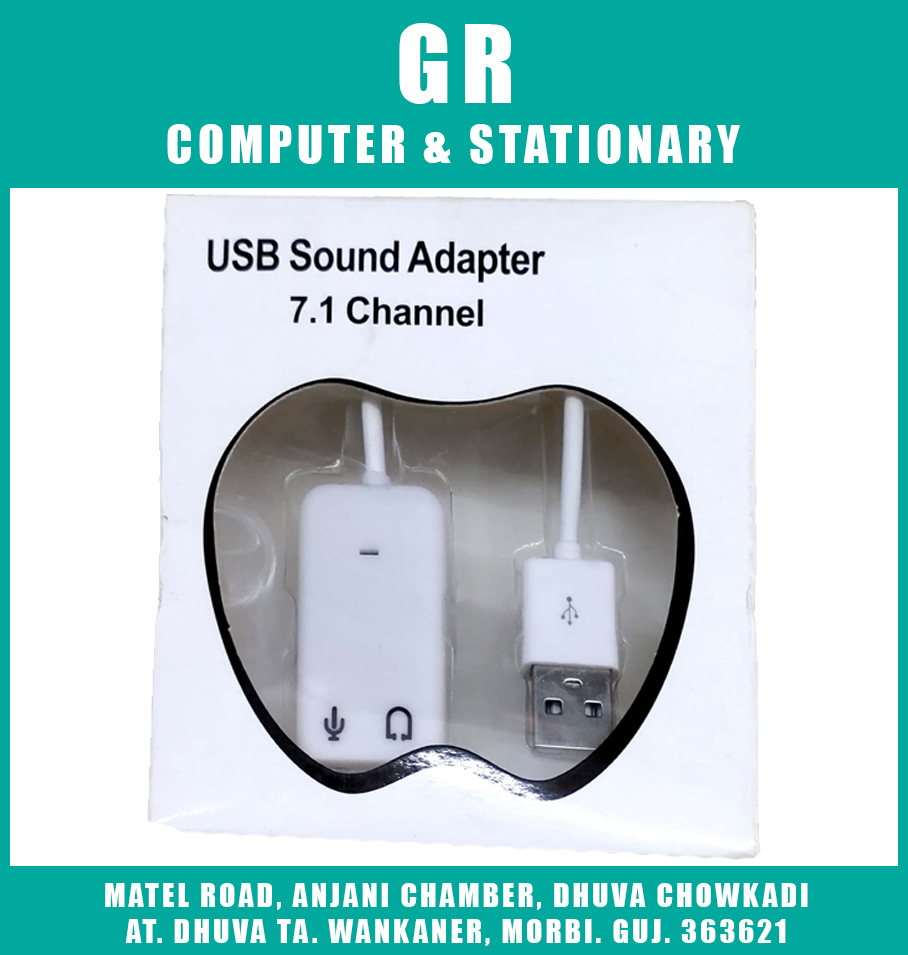 GR
COMPUTER & STATIONARY
USB Sound Adapter
7.1 Channel
MATEL ROAD, ANJANI CHAMBER, DHUVA CHOWKADI
AT. DHUVA TA. WANKANER, MORBI. GUJ. 363621